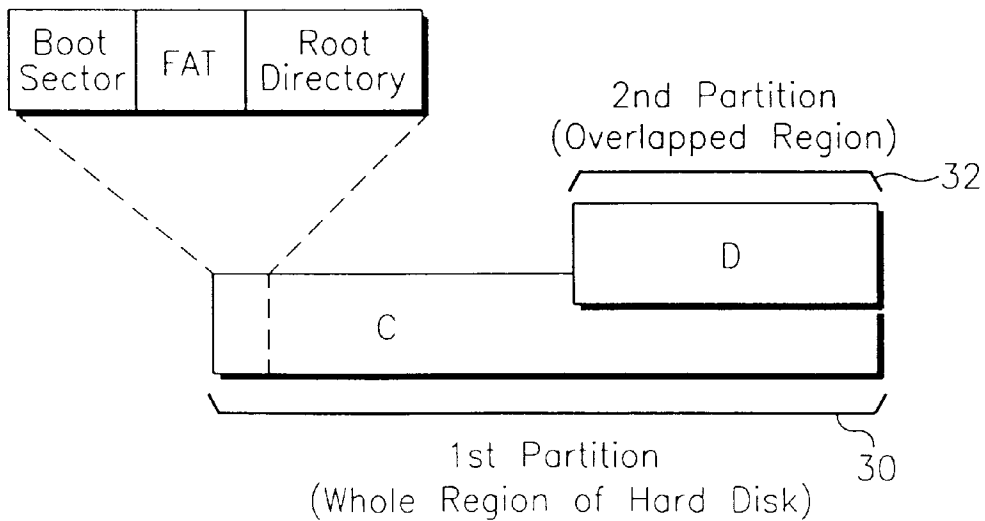 Boot
Sector
FAT
Root
Directory
2nd Partition
(Overlapped Region)
32
D
C
1st Partition
(Whole Region of Hard Disk)
30